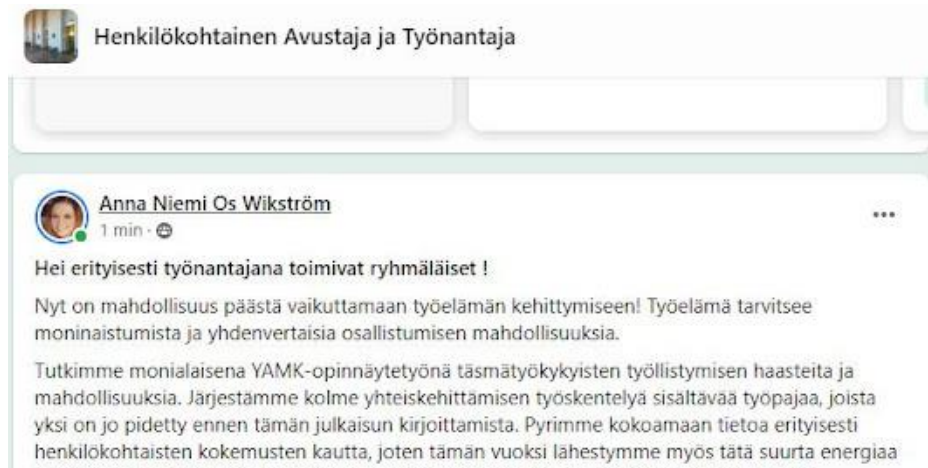 Henkilökohtainen Avustaja ja Työnantaja
Anna Niemi Os Wikström
1 min ·
Hei erityisesti työnantajana toimivat ryhmäläiset !
Nyt on mahdollisuus päästä vaikuttamaan työelämän kehittymiseen! Työelämä tarvitsee
moninaistumista ja yhdenvertaisia osallistumisen mahdollisuuksia.
Tutkimme monialaisena YAMK-opinnäytetyönä täsmätyökykyisten työllistymisen haasteita ja
mahdollisuuksia. Järjestämme kolme yhteiskehittämisen työskentelyä sisältävää työpajaa, joista
yksi on jo pidetty ennen tämän julkaisun kirjoittamista. Pyrimme kokoamaan tietoa erityisesti
henkilökohtaisten kokemusten kautta, joten tämän vuoksi lähestymme myös tätä suurta energiaa